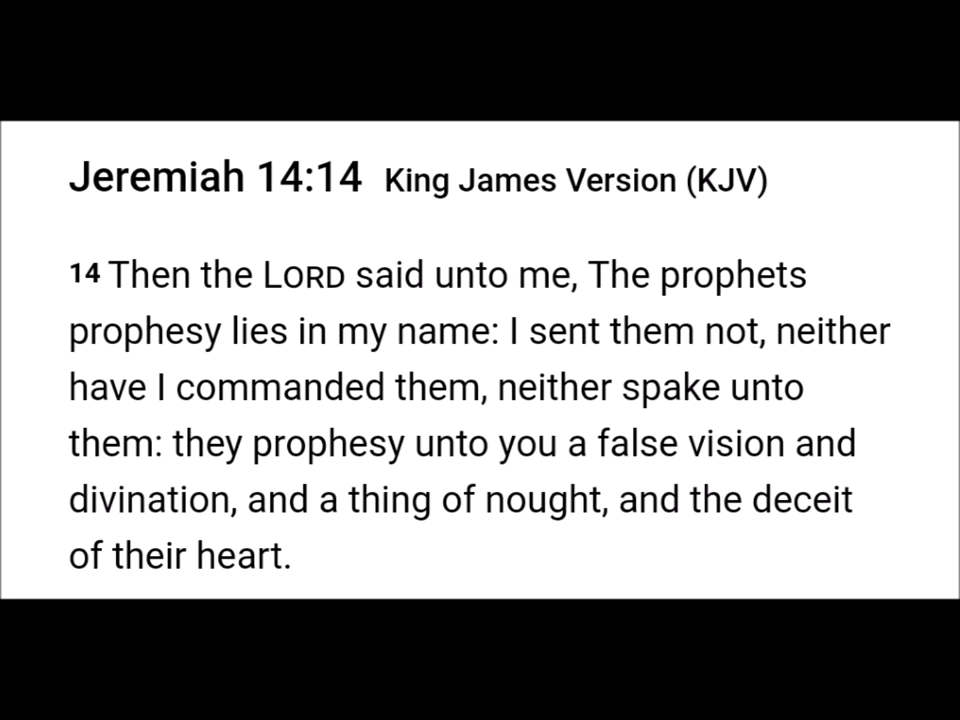 Jeremiah 14:14 King James Version (KJV)
14 Then the LORD said unto me, The prophets
prophesy lies in my name: I sent them not, neither
have I commanded them, neither spake unto
them: they prophesy unto you a false vision and
divination, and a thing of nought, and the deceit
of their heart.